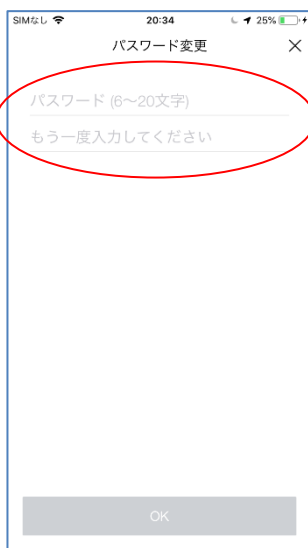 SIMなし 20:34 25%
パスワード変更
パスワード (6〜20文字)
もう一度入力してください
OK